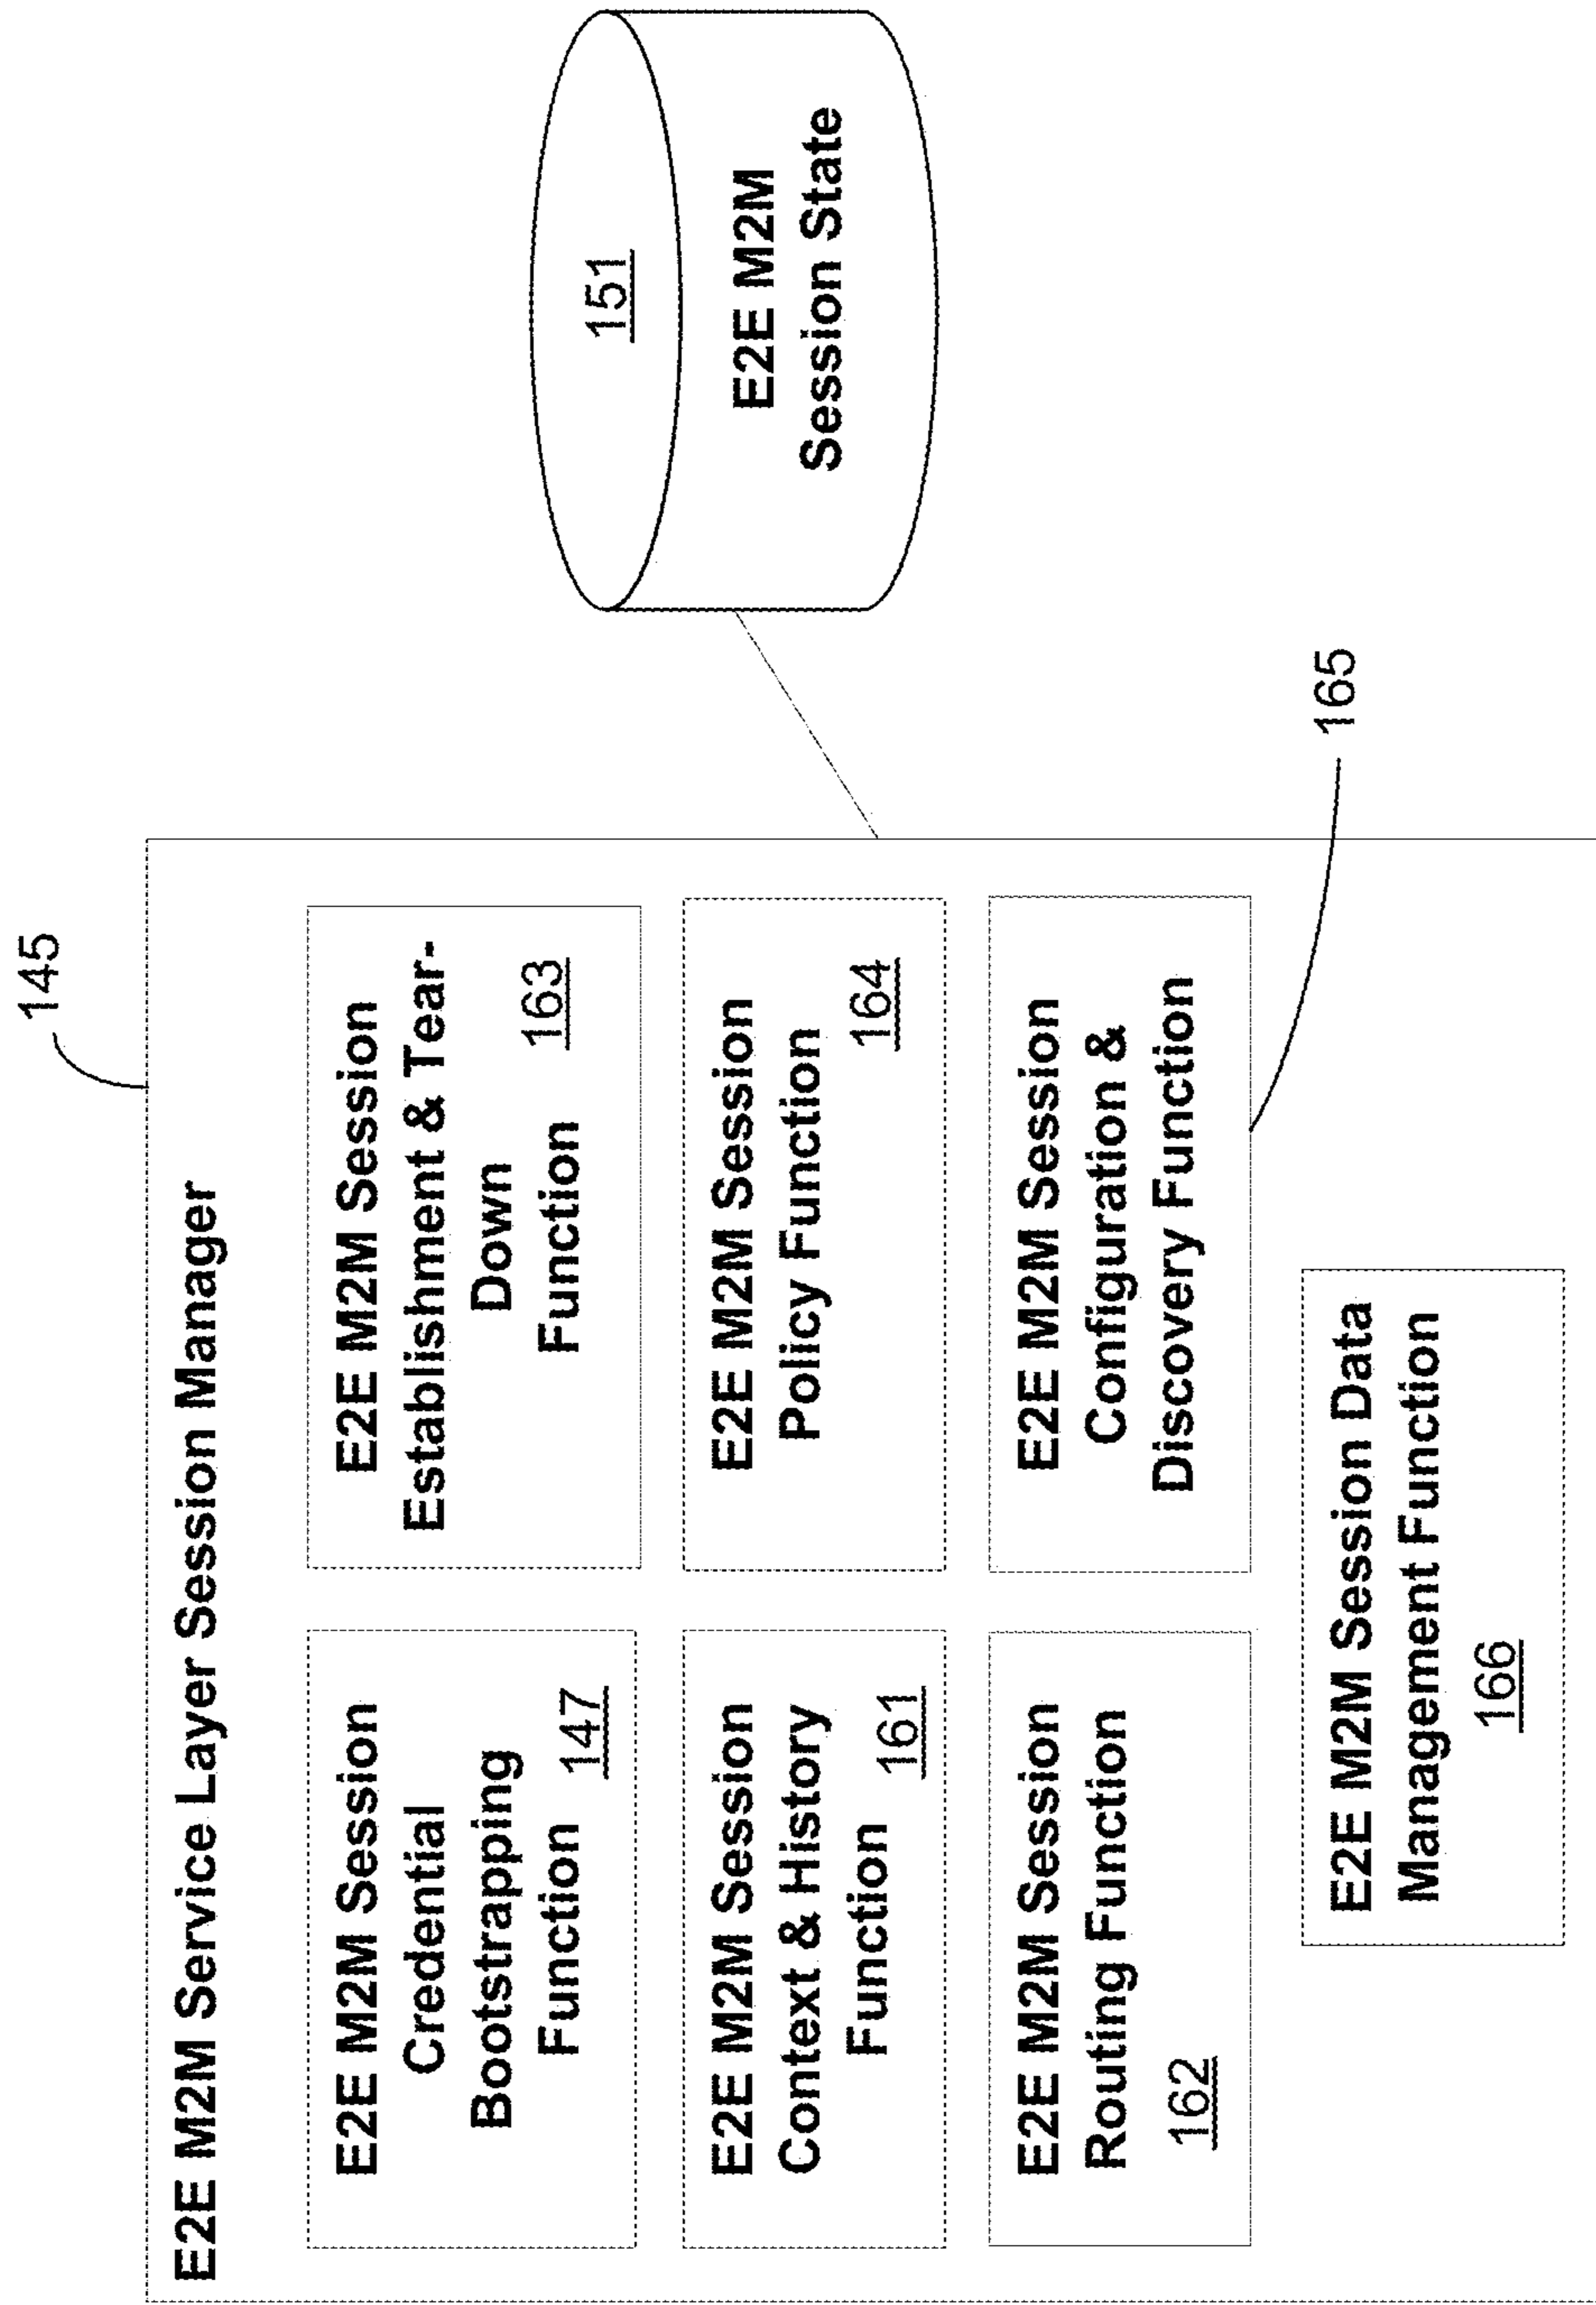 145
E2E M2M Service Layer Session Manager
E2E M2M Session
Credential
Bootstrapping
Function 147
E2E M2M Session
Establishment & Tear-
Down
Function 163
E2E M2M Session
Context & History
Function 161
E2E M2M Session
Policy Function
164
E2E M2M Session
Routing Function
162
E2E M2M Session
Configuration &
Discovery Function
165
E2E M2M Session Data
Management Function
166
151
E2E M2M
Session State